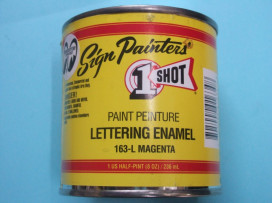 Sign Painters®
1 SHOT
PAINT PEINTURE
LETTERING ENAMEL
163-L MAGENTA
1 US HALF-PINT (8 OZ) / 236 mL